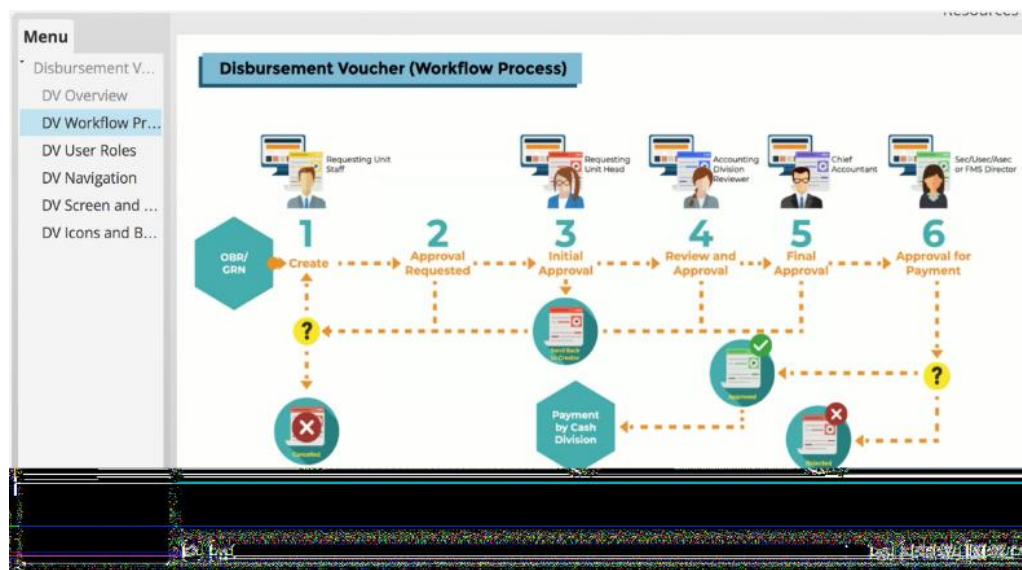 Menu
Disbursement V...
DV Overview
DV Workflow Pr...
DV User Roles
DV Navigation
DV Screen and ...
DV Icons and B...
Disbursement Voucher (Workflow Process)
Requesting Unit
Staff
Requesting
Unit Head
Accounting
Division
Reviewer
Chief
Accountant
Sec/Usec/Asec
or FMS Director
OBR/
GRN
1
Create
2
Approval
Requested
3
Initial
Approval
4
Review and
Approval
5
Final
Approval
6
Approval for
Payment
?
Send Back
to Creator
Approved
?
Cancelled
Payment
by Cash
Division
Rejected